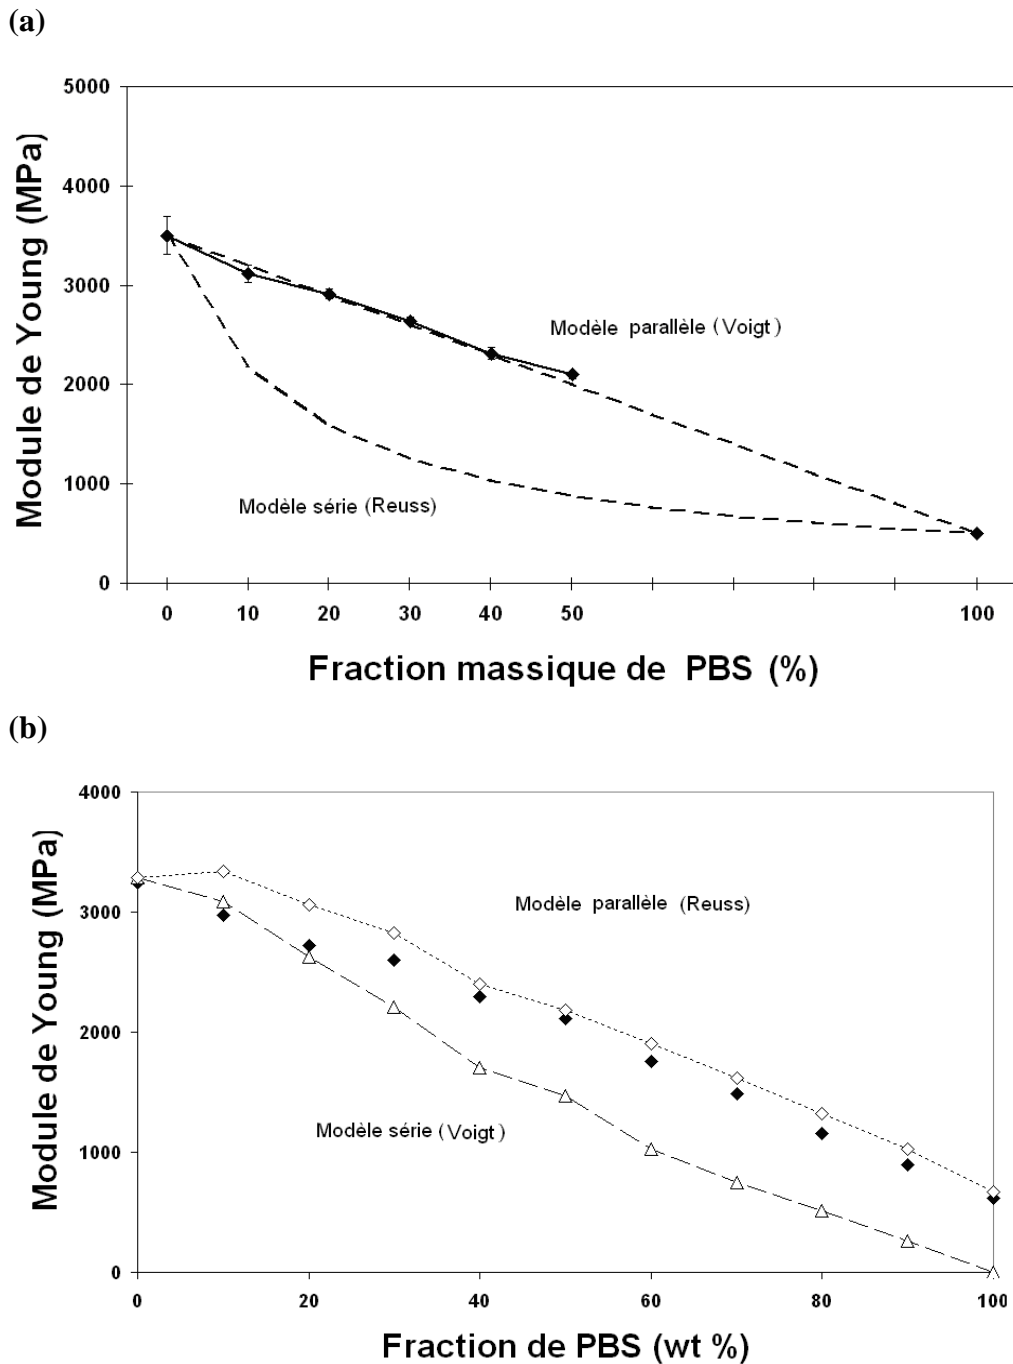 (a)
Module de Young (MPa)
5000
4000
3000
2000
1000
0
Modèle parallèle (Voigt)
Modèle série (Reuss)
0 10 20 30 40 50 100
Fraction massique de PBS (%)
(b)
Module de Young (MPa)
4000
3000
2000
1000
0
Modèle parallèle (Reuss)
Modèle série (Voigt)
0 20 40 60 80 100
Fraction de PBS (wt %)